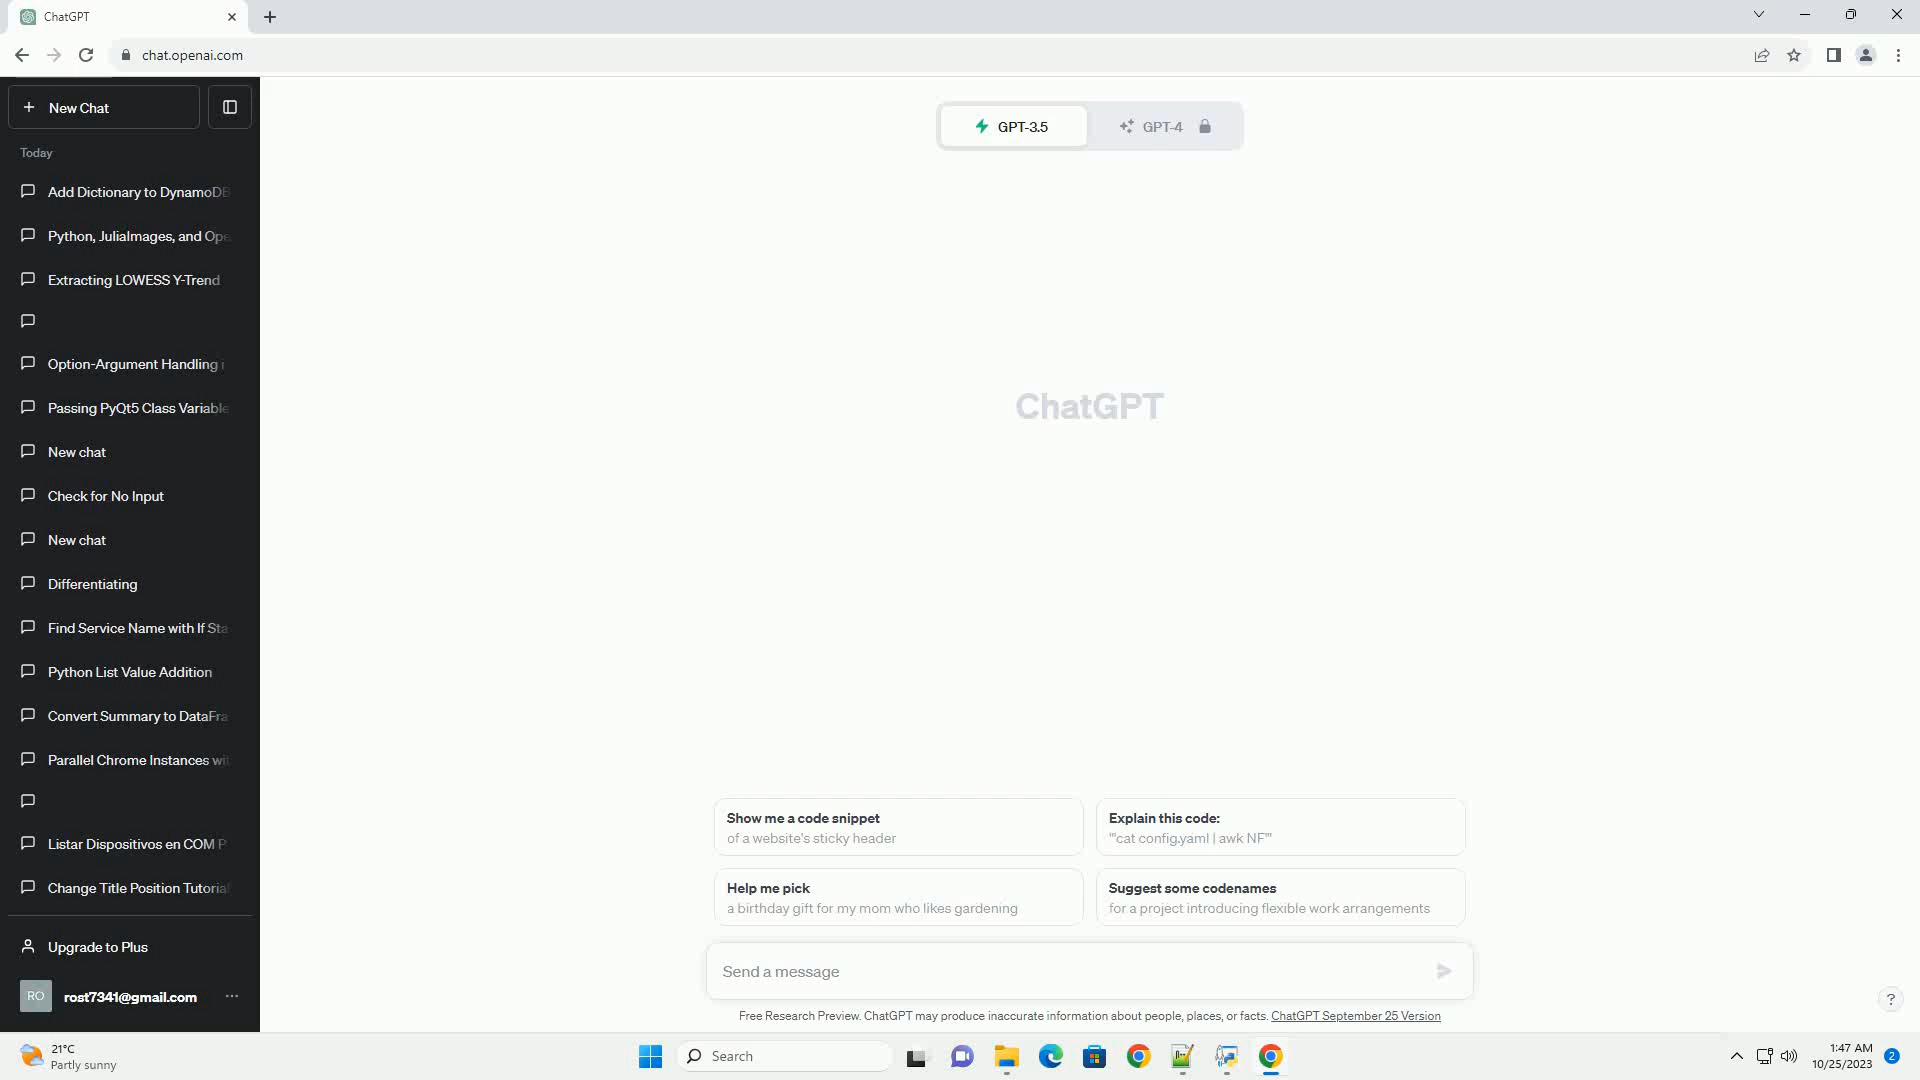 ChatGPT
chat.openai.com
New Chat
Today
Add Dictionary to DynamoDB
Python, JuliaImages, and Ope
Extracting LOWESS Y-Trend
Option-Argument Handling i
Passing PyQt5 Class Variable
New chat
Check for No Input
New chat
Differentiating
Find Service Name with If Sta
Python List Value Addition
Convert Summary to DataFra
Parallel Chrome Instances wit
Listar Dispositivos en COM P
Change Title Position Tutorial
Upgrade to Plus
RO
rost7341@gmail.com
GPT-3.5
GPT-4
ChatGPT
Show me a code snippet
of a website's sticky header
Explain this code:
"'cat config.yaml | awk NF'"
Help me pick
a birthday gift for my mom who likes gardening
Suggest some codenames
for a project introducing flexible work arrangements
Send a message
Free Research Preview. ChatGPT may produce inaccurate information about people, places, or facts. ChatGPT September 25 Version
?
21°C
Partly sunny
Search
1:47 AM
10/25/2023
2